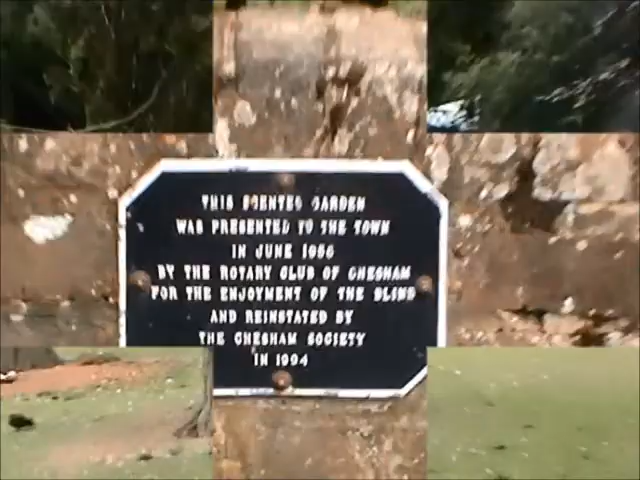 THIS SCENTED GARDEN
WAS PRESENTED TO THE TOWN
IN JUNE 1956
BY THE ROTARY CLUB OF CHESHAM
FOR THE ENJOYMENT OF THE BLIND
AND REINSTATED BY
THE CHESHAM SOCIETY
IN 1994